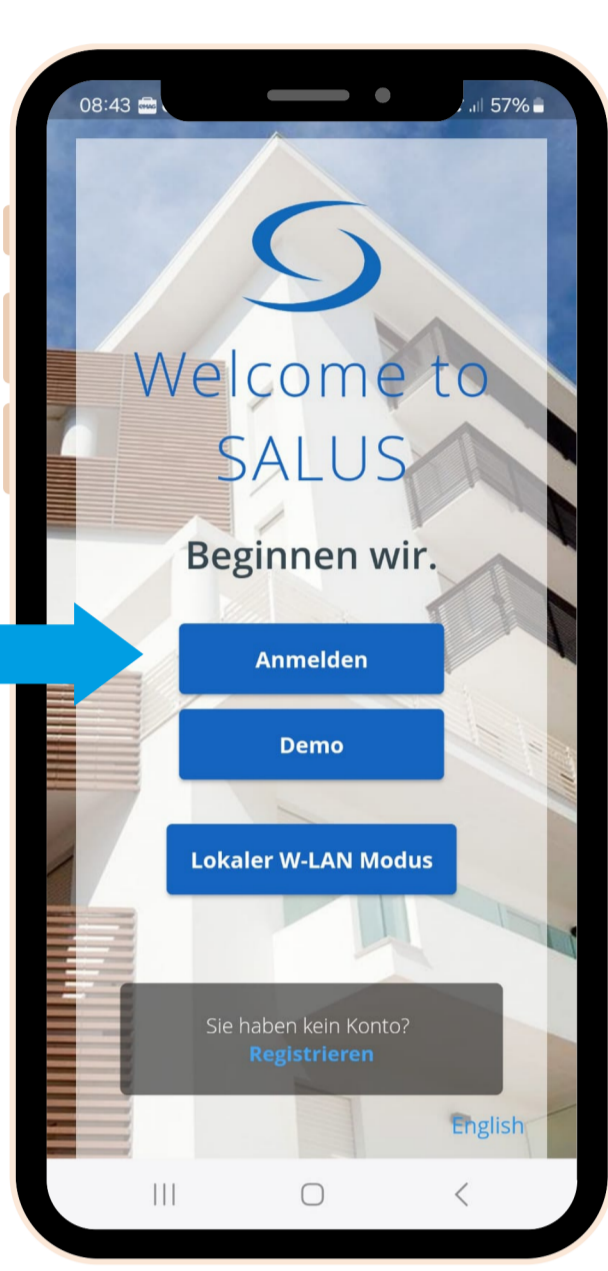 08:43
57%
Welcome to
SALUS
Beginnen wir.
Anmelden
Demo
Lokaler W-LAN Modus
Sie haben kein Konto?
Registrieren
English